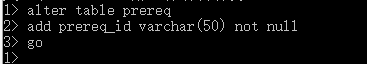 1> alter table prereq
2> add prereq_id varchar(50) not null
3> go
1>